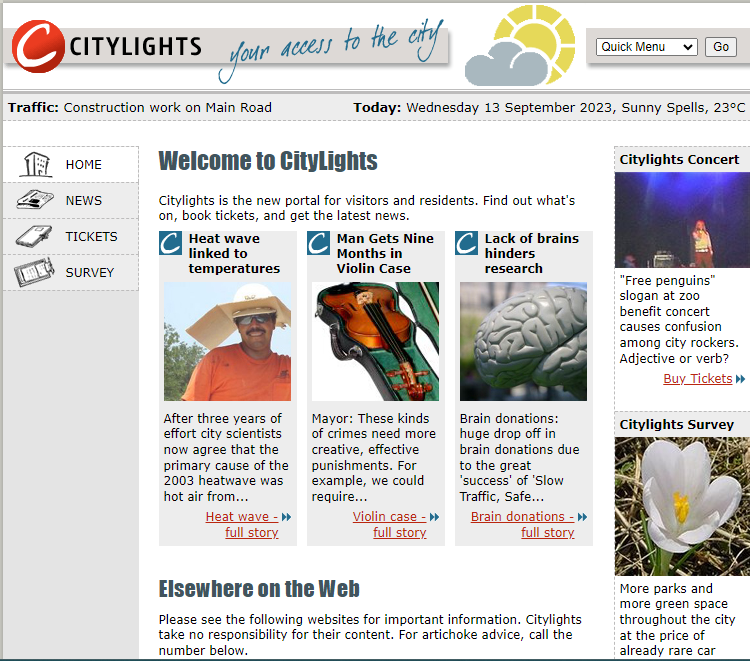 CITYLIGHTS your access to the city
Quick Menu Go
Traffic: Construction work on Main Road
Today: Wednesday 13 September 2023, Sunny Spells, 23°C
HOME
NEWS
TICKETS
SURVEY
Welcome to CityLights
Citylights is the new portal for visitors and residents. Find out what's
on, book tickets, and get the latest news.
Heat wave
linked to
temperatures
After three years of
effort city scientists
now agree that the
primary cause of the
2003 heatwave was
hot air from...
Heat wave -
full story
Man Gets Nine
Months in
Violin Case
Mayor: These kinds
of crimes need more
creative, effective
punishments. For
example, we could
require...
Violin case -
full story
Lack of brains
hinders
research
Brain donations:
huge drop off in
brain donations due
to the great
'success' of 'Slow
Traffic, Safe...
Brain donations -
full story
Elsewhere on the Web
Please see the following websites for important information. Citylights
take no responsibility for their content. For artichoke advice, call the
number below.
Citylights Concert
"Free penguins"
slogan at zoo
benefit concert
causes confusion
among city rockers.
Adjective or verb?
Buy Tickets
Citylights Survey
More parks and
more green space
throughout the city
at the price of
already rare car